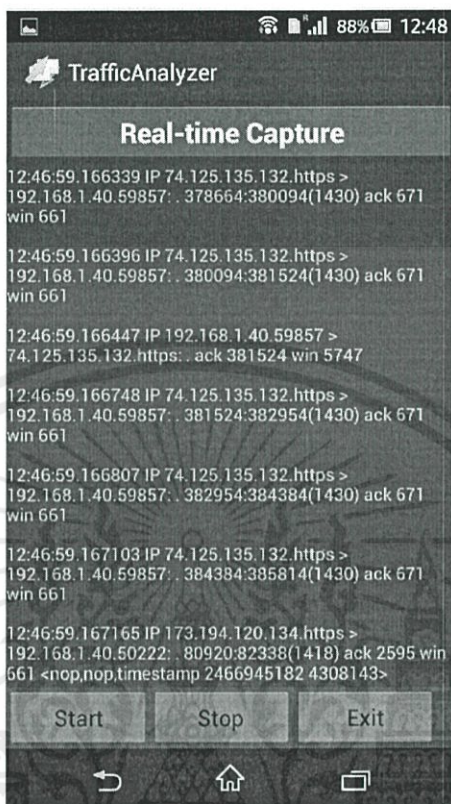 88% 12:48
TrafficAnalyzer
Real-time Capture
12:46:59.166339 IP 74.125.135.132.https >
192.168.1.40.59857: . 378664:380094(1430) ack 671
win 661
12:46:59.166396 IP 74.125.135.132.https >
192.168.1.40.59857: . 380094:381524(1430) ack 671
win 661
12:46:59.166447 IP 192.168.1.40.59857 >
74.125.135.132.https: . ack 381524 win 5747
12:46:59.166748 IP 74.125.135.132.https >
192.168.1.40.59857: . 381524:382954(1430) ack 671
win 661
12:46:59.166807 IP 74.125.135.132.https >
192.168.1.40.59857: . 382954:384384(1430) ack 671
win 661
12:46:59.167103 IP 74.125.135.132.https >
192.168.1.40.59857: . 384384:385814(1430) ack 671
win 661
12:46:59.167165 IP 173.194.120.134.https >
192.168.1.40.50222: . 80920:82338(1418) ack 2595 win
661 <nop,nop,timestamp 2466945182 4308143>
Start Stop Exit